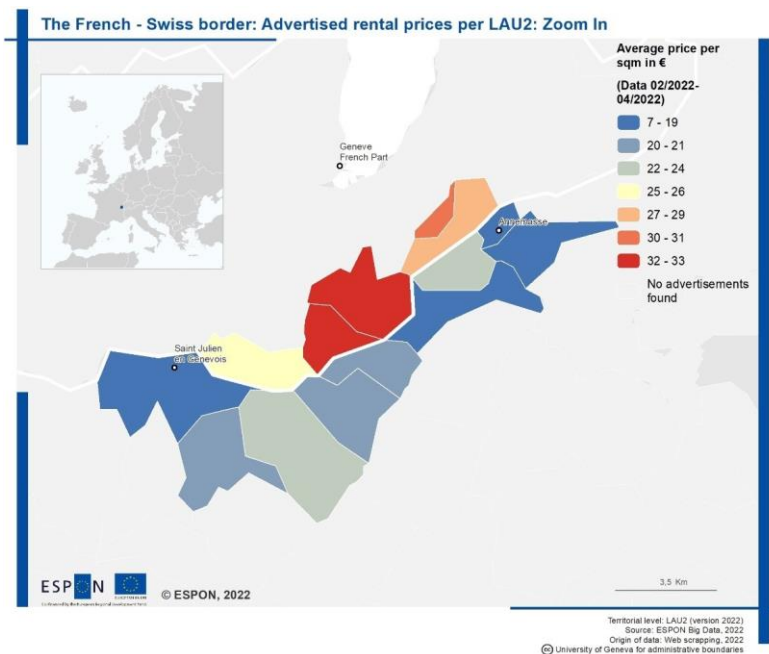 The French - Swiss border: Advertised rental prices per LAU2: Zoom In
Average price per
sqm in €
(Data 02/2022-
04/2022)
7 - 19
20 - 21
22 - 24
25 - 26
27 - 29
30 - 31
32 - 33
No advertisements
found
Geneve
French Part
Annemasse
Saint Julien
en Genevois
ESPON
© ESPON, 2022
3,5 Km
Territorial level: LAU2 (version 2022)
Source: ESPON Big Data, 2022
Origin of data: Web scrapping, 2022
(cc) University of Geneva for administrative boundaries